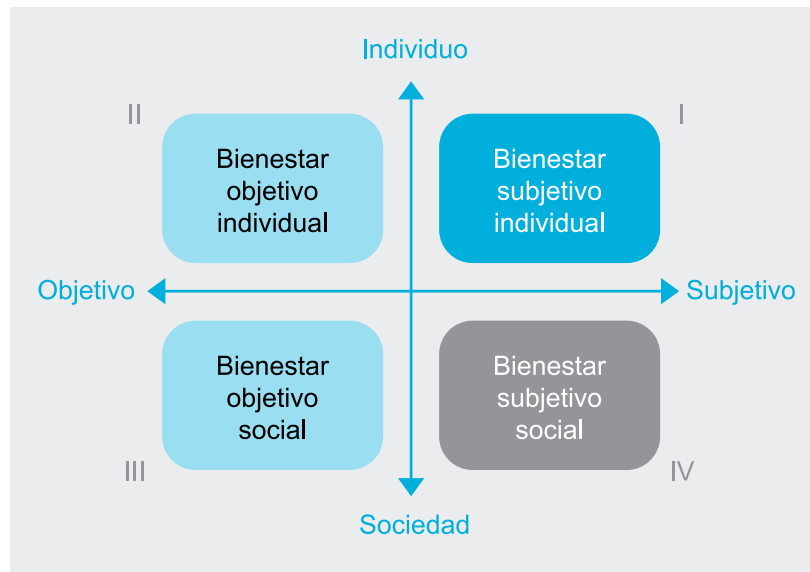 Individuo
II
I
Bienestar
objetivo
individual
Bienestar
subjetivo
individual
Objetivo
Subjetivo
Bienestar
objetivo
social
Bienestar
subjetivo
social
III
IV
Sociedad